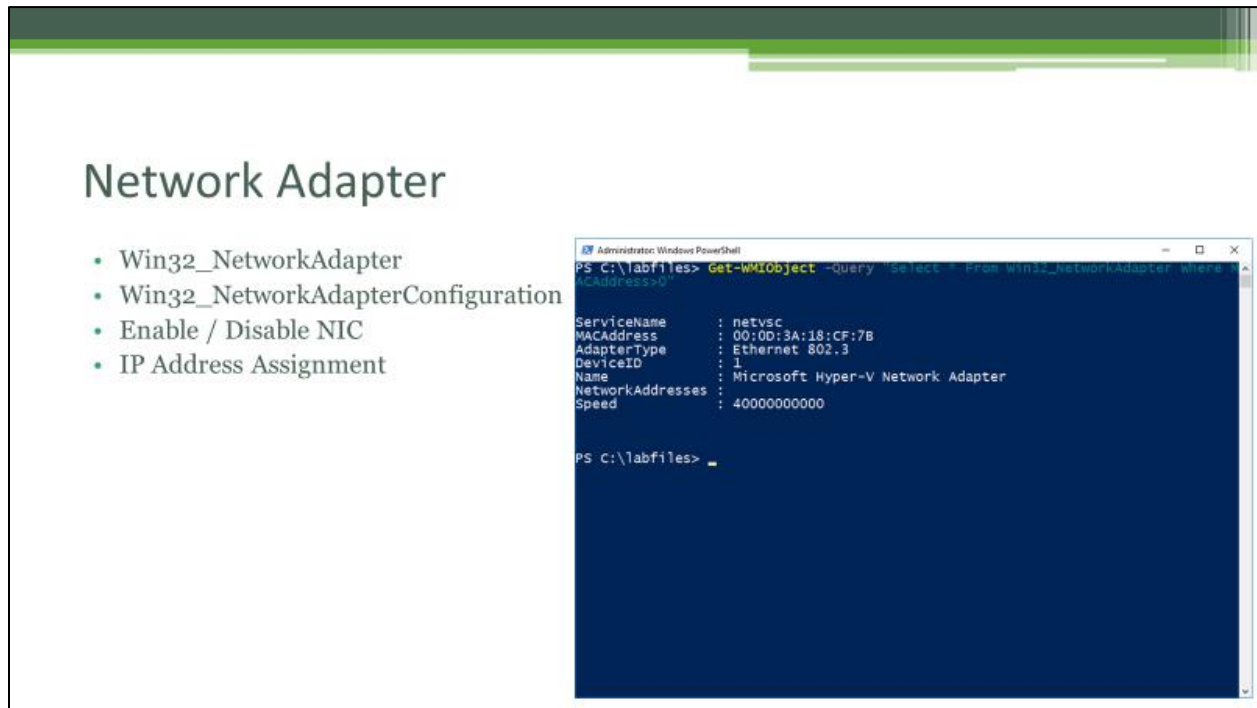 Network Adapter
• Win32_NetworkAdapter
• Win32_NetworkAdapterConfiguration
• Enable / Disable NIC
• IP Address Assignment
Administrator: Windows PowerShell
PS C:\labfiles> Get-WMIObject -Query "Select * From Win32_NetworkAdapter where M
ACAddress>0"
ServiceName : netvsc
MACAddress : 00:0D:3A:18:CF:7B
AdapterType : Ethernet 802.3
DeviceID : 1
Name : Microsoft Hyper-V Network Adapter
NetworkAddresses :
Speed : 40000000000
PS C:\labfiles> _